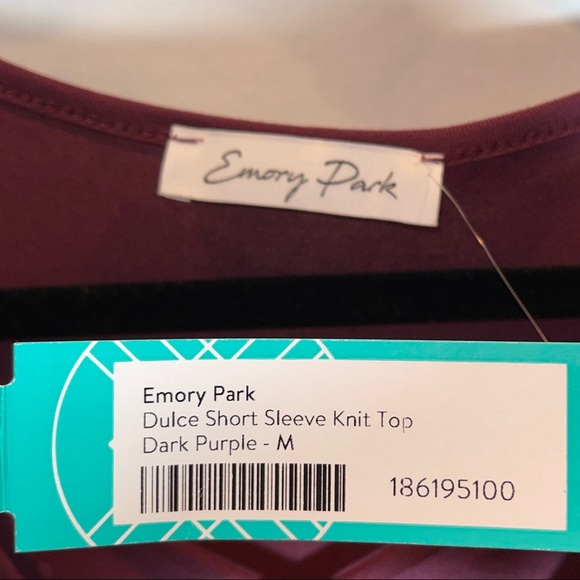 Emory Park
Emory Park
Dulce Short Sleeve Knit Top
Dark Purple - M
186195100